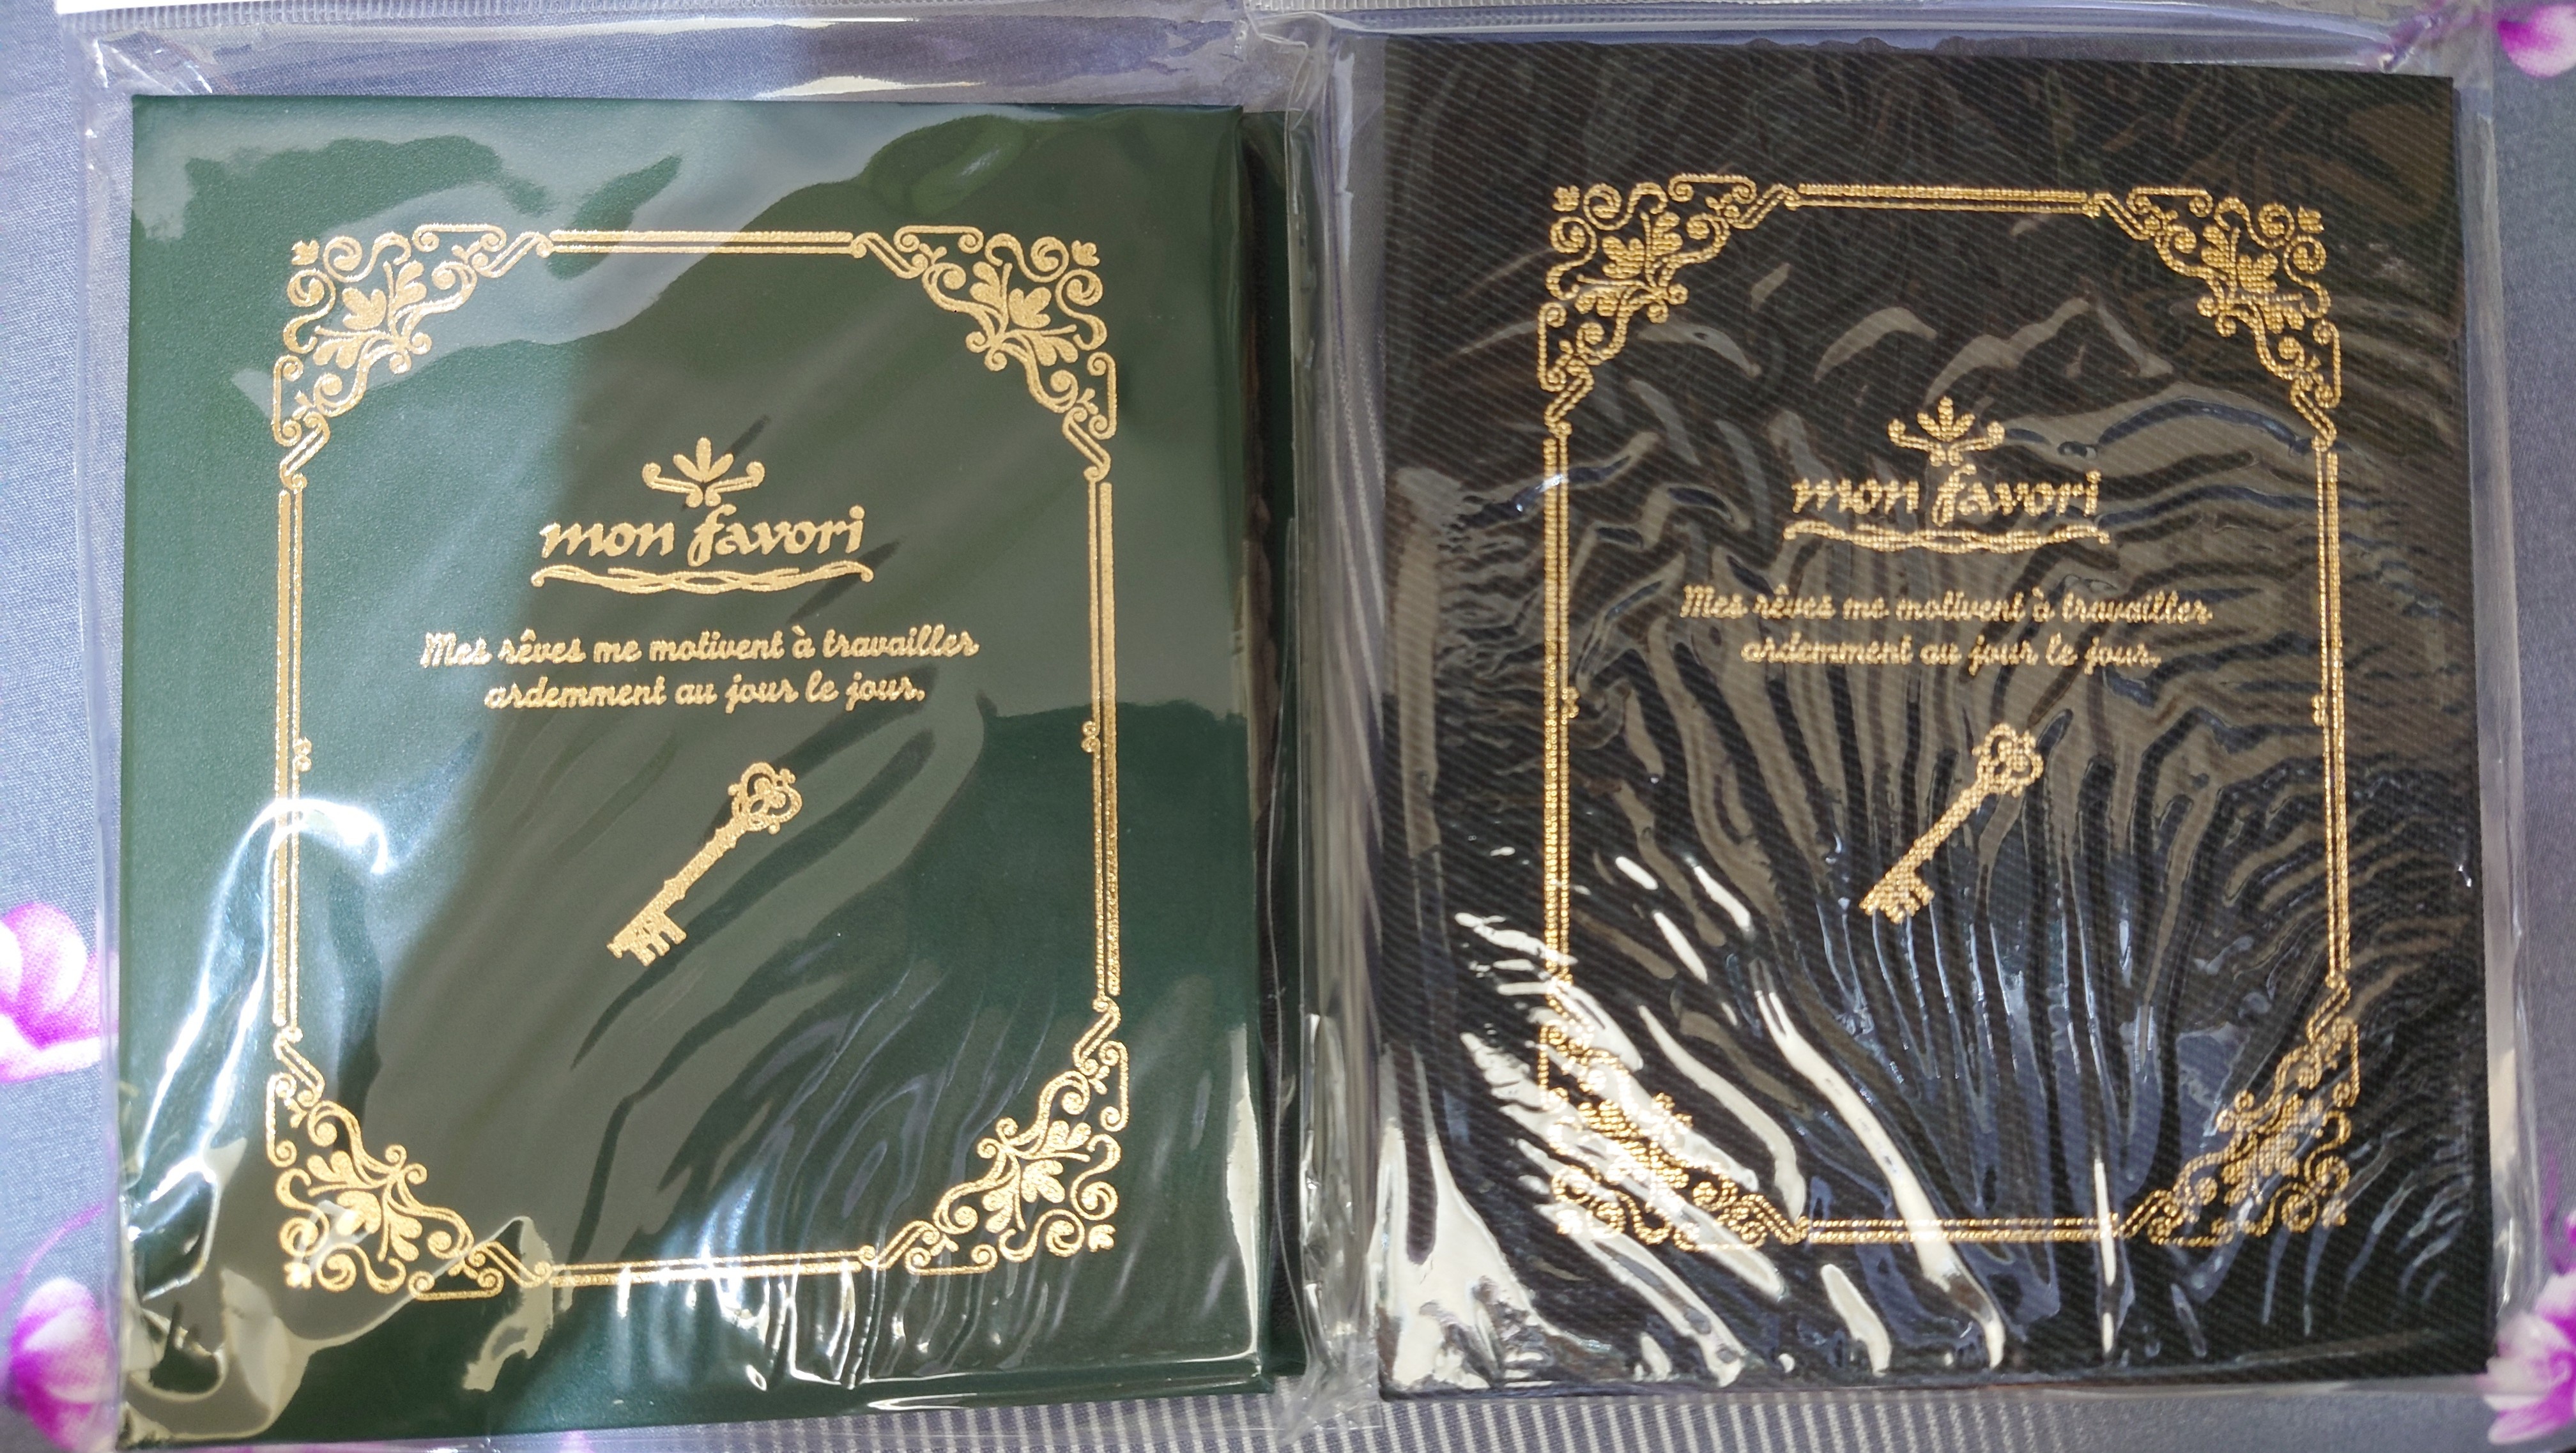 mon favori
Mes rêves me motivent à travailler
ardemment au jour le jour.
mon favori
Mes rêves me motivent à travailler
ardemment au jour le jour.